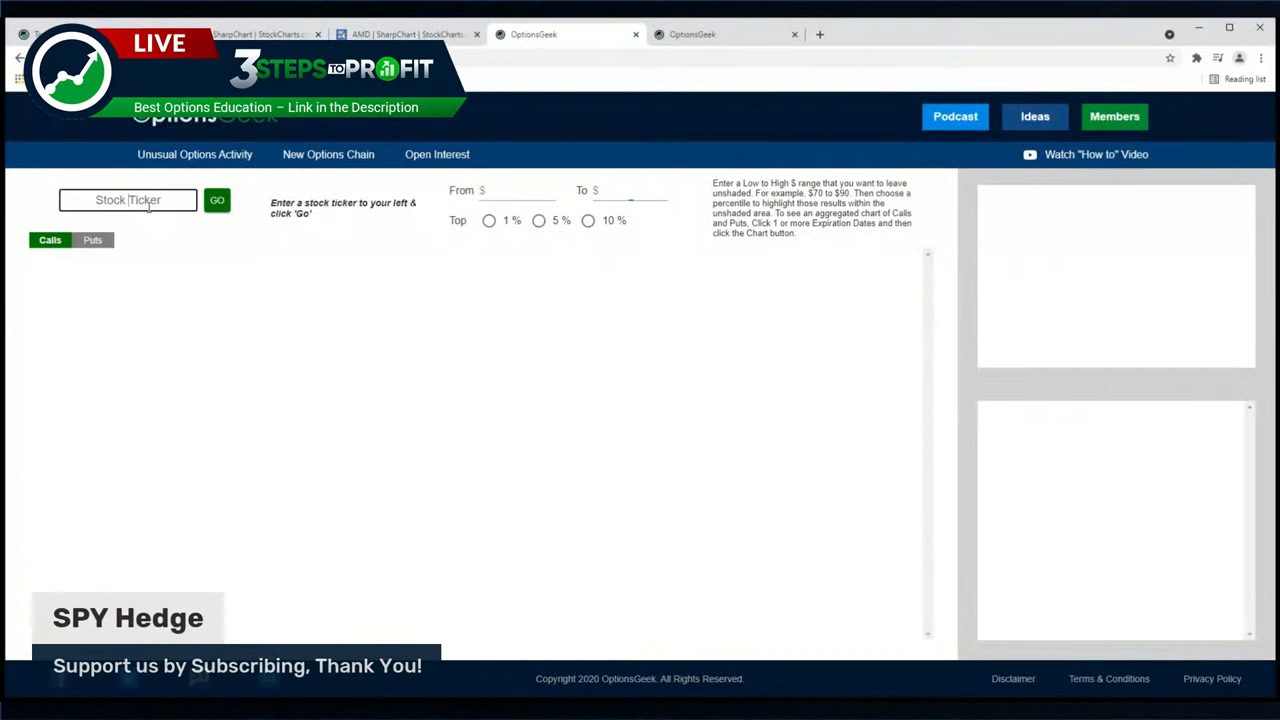 SharpChart | StockCharts.c
AMD | SharpChart | StockCharts.
OptionsGeek
OptionsGeek
LIVE
3 STEPS TO PROFIT
Best Options Education – Link in the Description
Reading list
OptionsGeek
Podcast
Ideas
Members
Unusual Options Activity
New Options Chain
Open Interest
Watch "How to" Video
Stock Ticker
GO
Enter a stock ticker to your left &
click 'Go'
From $
To $
Top
1 %
5 %
10 %
Enter a Low to High $ range that you want to leave
unshaded. For example, $70 to $90. Then choose a
percentile to highlight those results within the
unshaded area. To see an aggregated chart of Calls
and Puts, Click 1 or more Expiration Dates and then
click the Chart button.
Calls
Puts
SPY Hedge
Support us by Subscribing, Thank You!
Copyright 2020 OptionsGeek. All Rights Reserved.
Disclaimer
Terms & Conditions
Privacy Policy